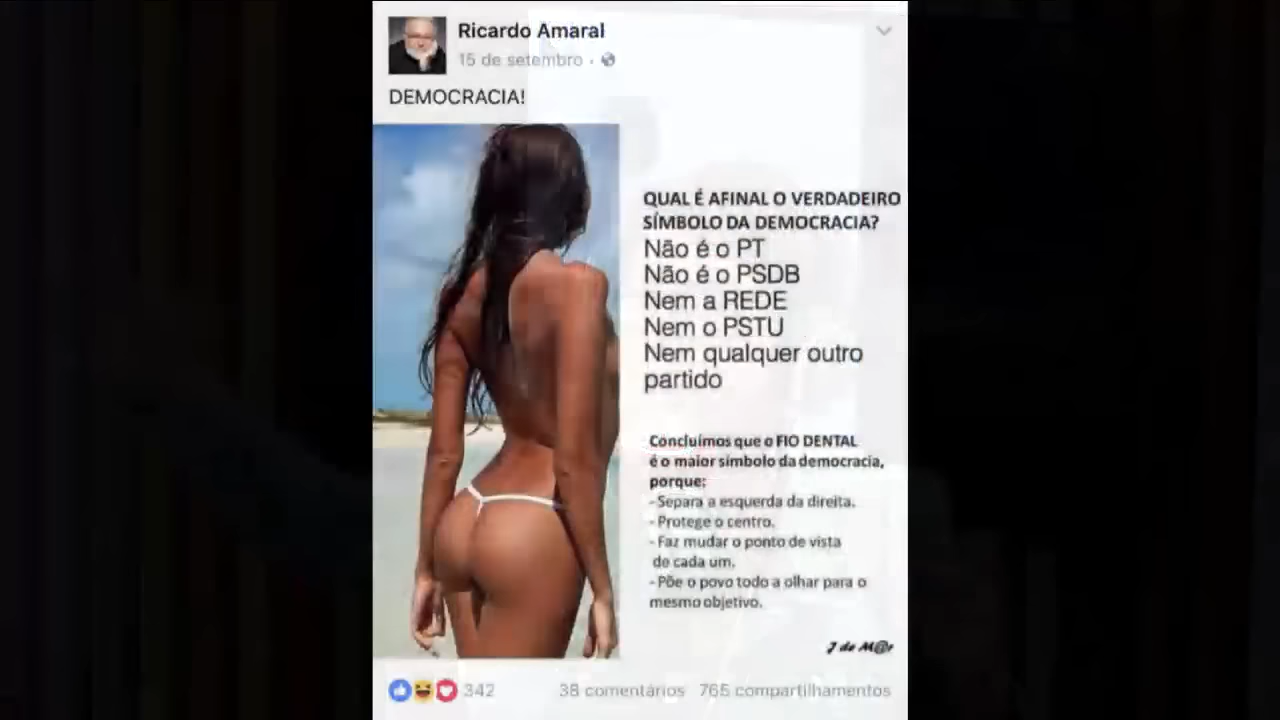 Ricardo Amaral
15 de setembro ·
DEMOCRACIA!
QUAL É AFINAL O VERDADEIRO
SÍMBOLO DA DEMOCRACIA?
Não é o PT
Não é o PSDB
Nem a REDE
Nem o PSTU
Nem qualquer outro
partido
Concluímos que o FIO DENTAL
é o maior símbolo da democracia,
porque:
- Separa a esquerda da direita.
- Protege o centro.
- Faz mudar o ponto de vista
de cada um.
- Põe o povo todo a olhar para o
mesmo objetivo.
J de M@r
342
38 comentários 765 compartilhamentos